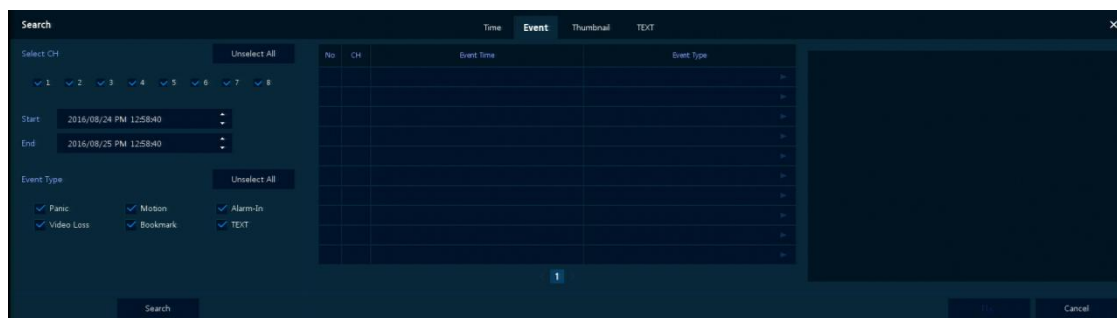 Search
Time Event Thumbnail TEXT
Select CH Unselect All
1 2 3 4 5 6 7 8
Start 2016/08/24 PM 12:58:40
End 2016/08/25 PM 12:58:40
Event Type Unselect All
Panic Motion Alarm-In
Video Loss Bookmark TEXT
No CH Event Time Event Type
1
Search
Cancel